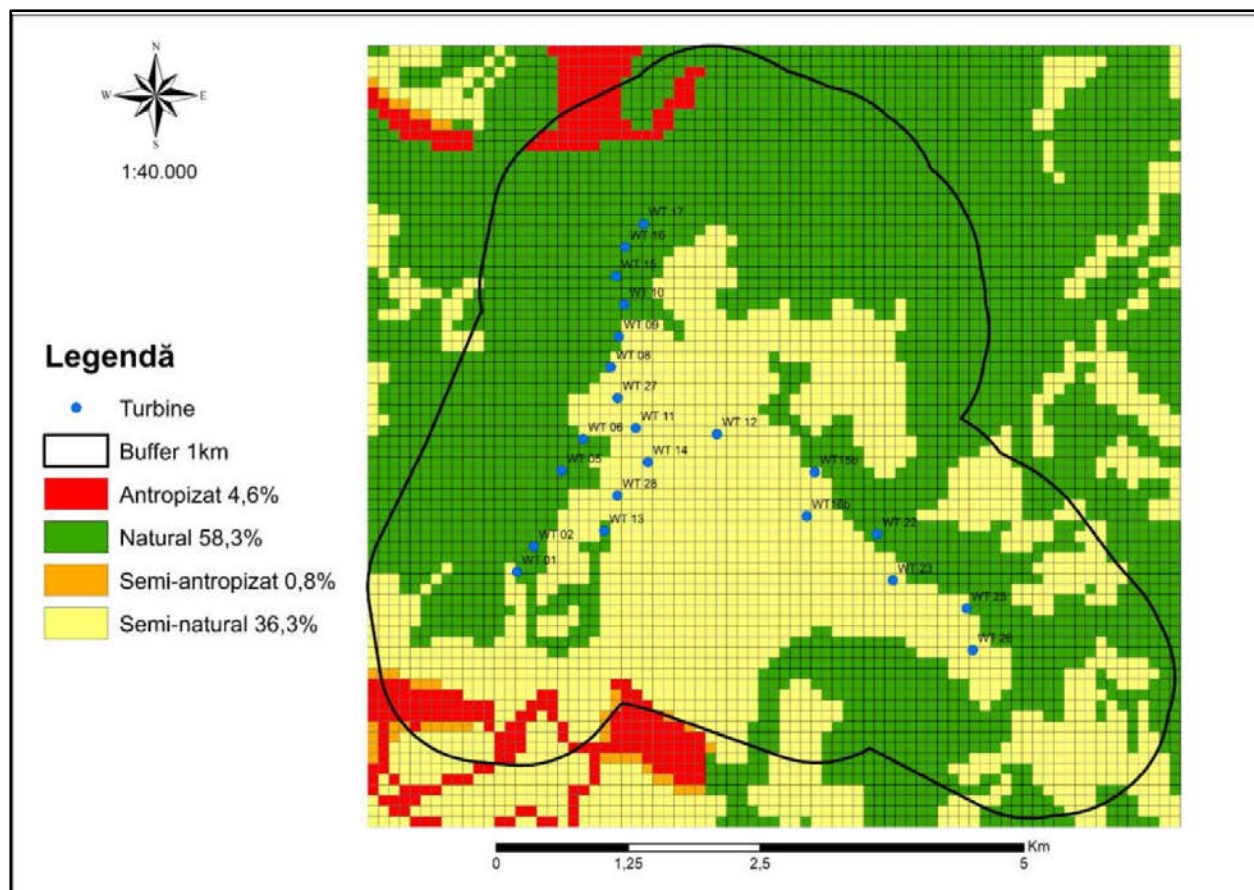 N
W E
S
1:40.000
Legendă
Turbine
Buffer 1km
Antropizat 4,6%
Natural 58,3%
Semi-antropizat 0,8%
Semi-natural 36,3%
WT 17
WT 16
WT 15
WT 10
WT 09
WT 08
WT 27
WT 11
WT 06
WT 12
WT 14
WT 05
WT 28
WT 13
WT 02
WT 01
WT 22
WT 23
WT 25
WT 26
Km
0 1,25 2,5 5